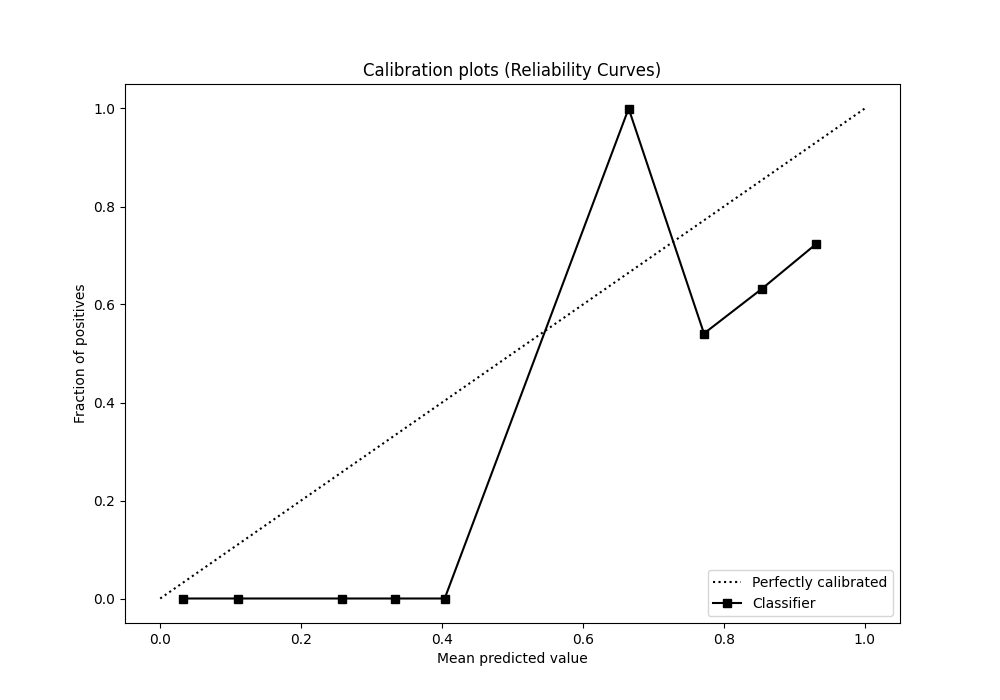 Calibration plots (Reliability Curves)
1.0
0.8
0.6
0.4
0.2
0.0
Fraction of positives
0.0 0.2 0.4 0.6 0.8 1.0
Mean predicted value
Perfectly calibrated
Classifier